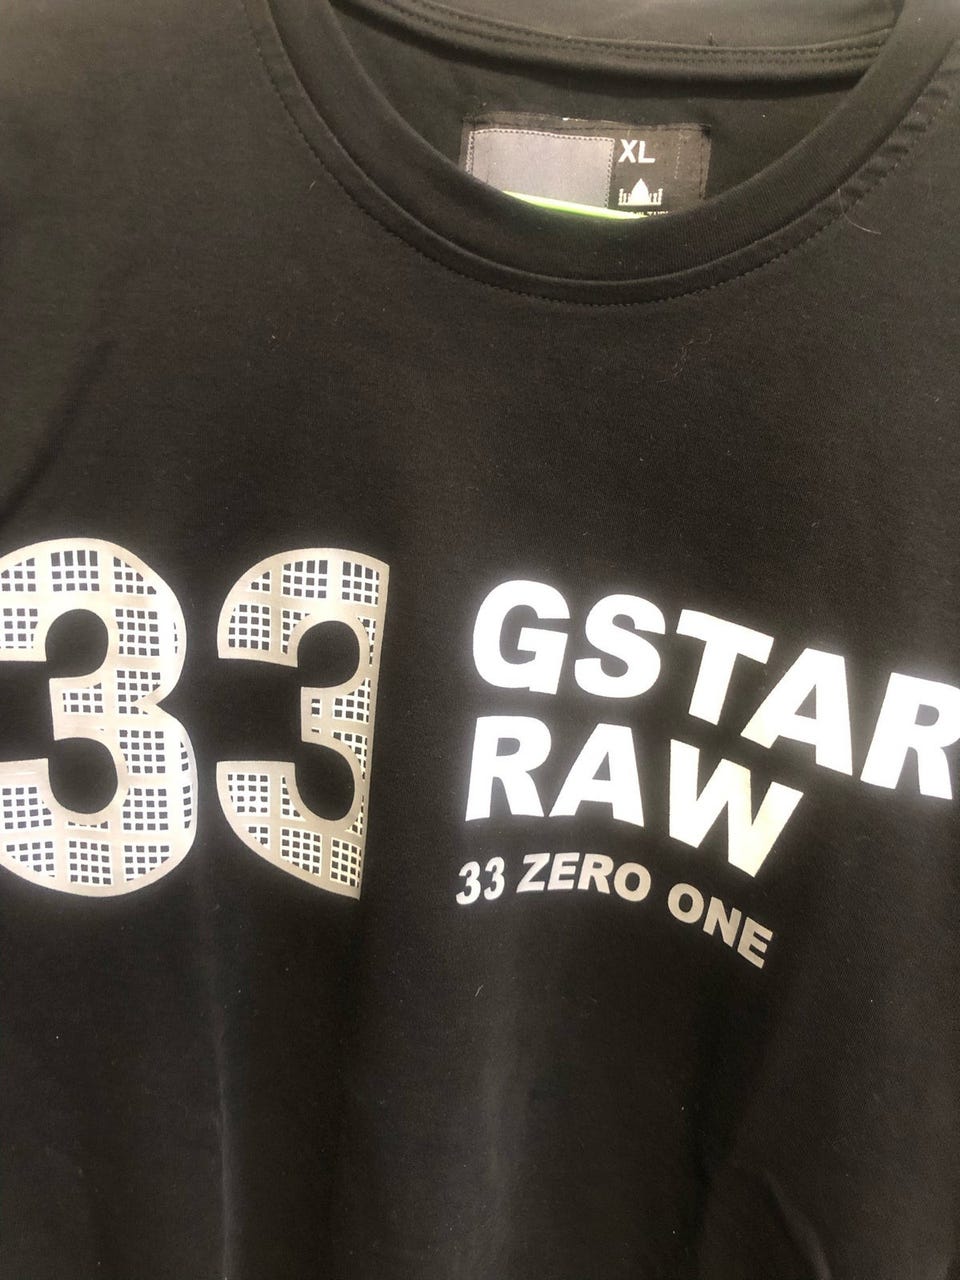 XL
33
GSTAR
RAW
33 ZERO ONE